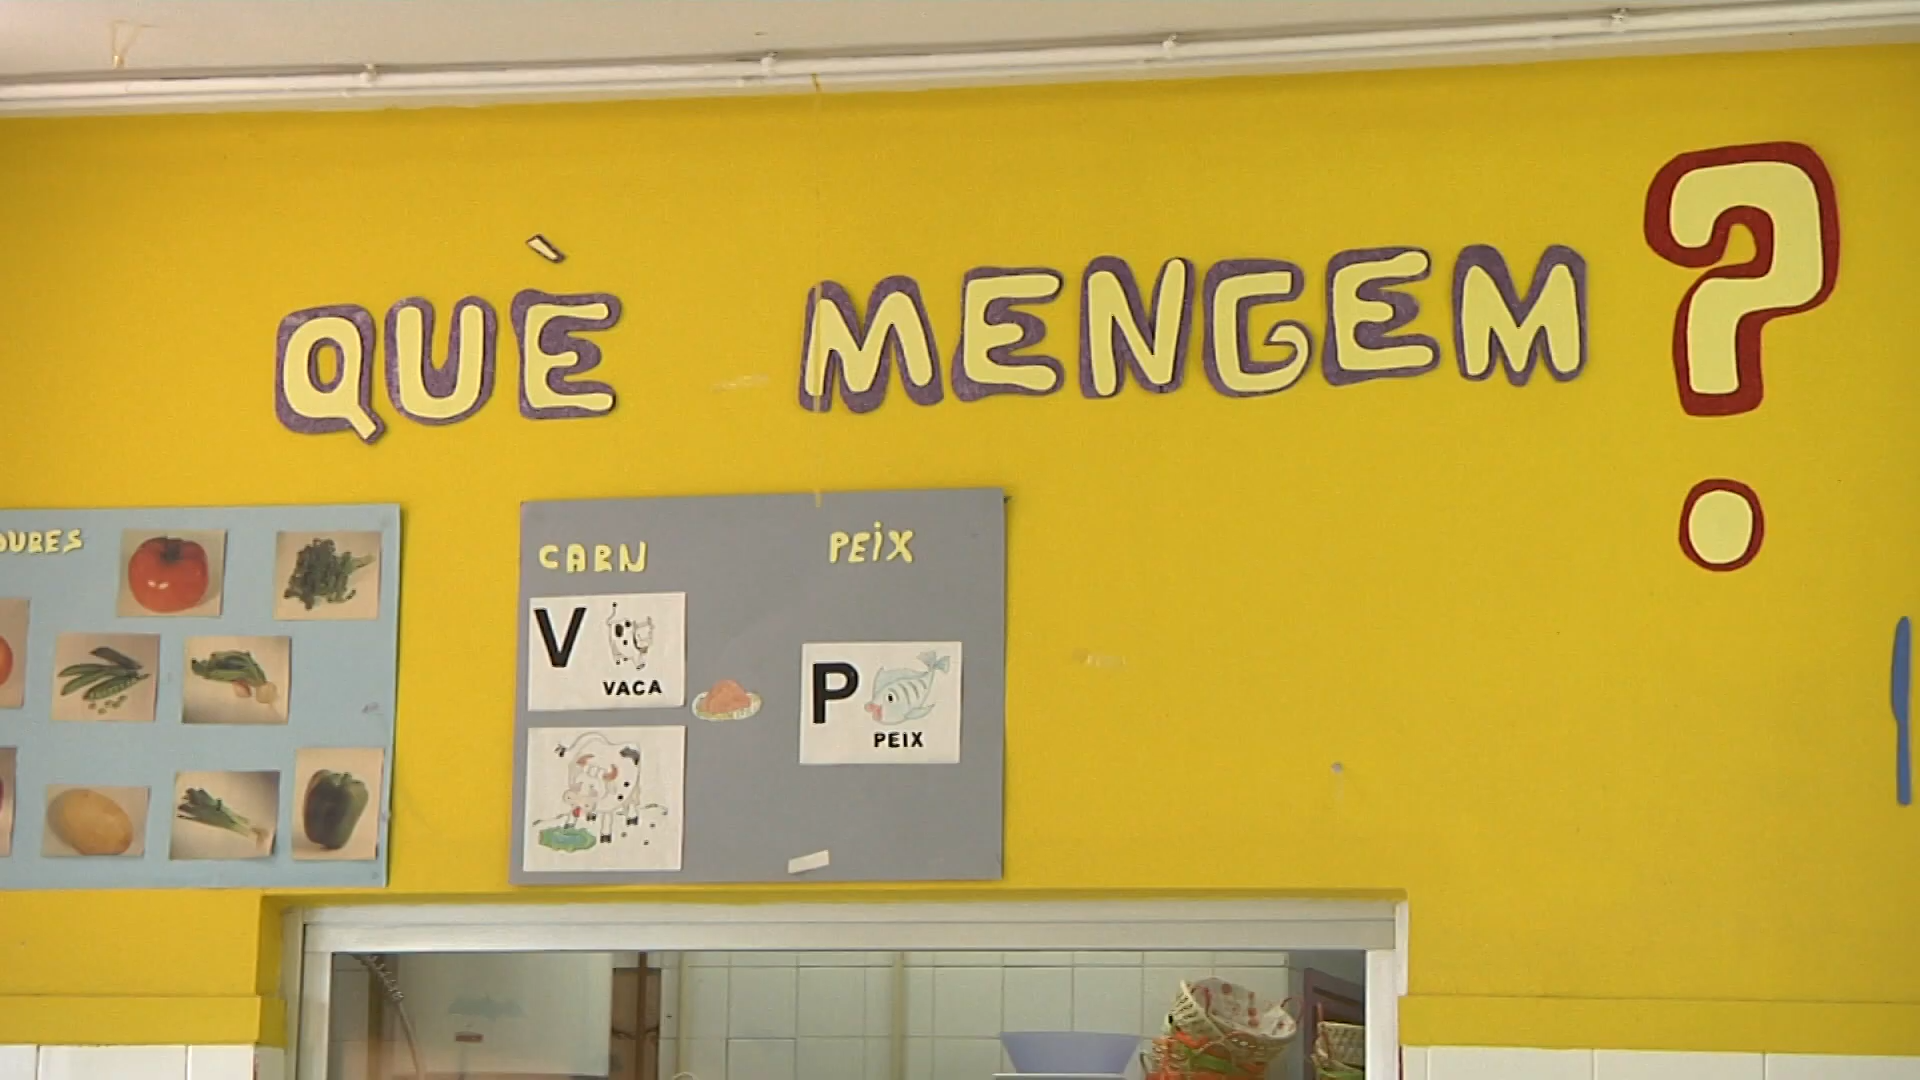 QUÈ MENGEM?
CARN
PEIX
V
VACA
P
PEIX